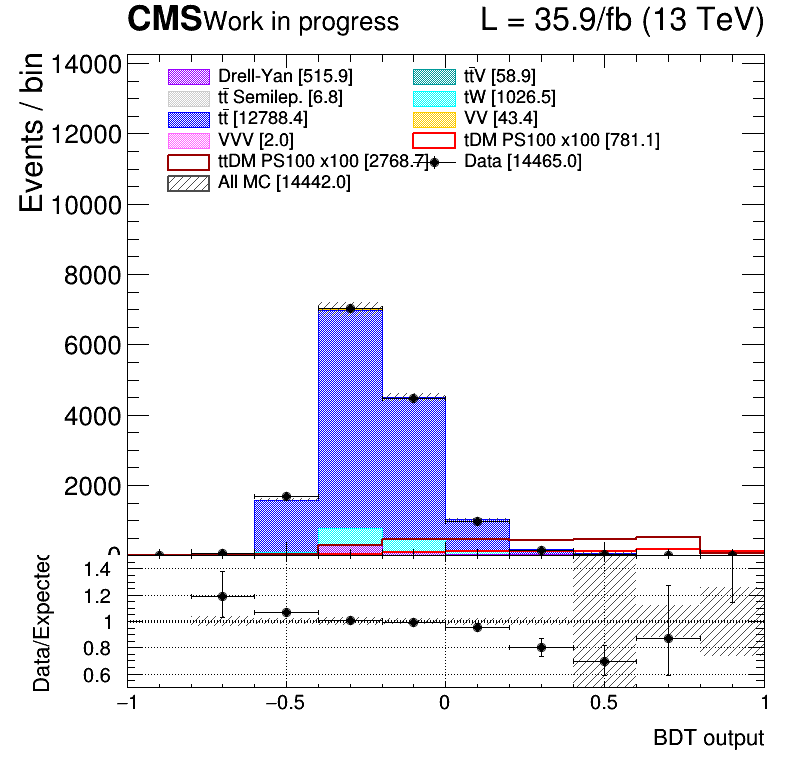 CMS Work in progress L = 35.9/fb (13 TeV)
Events / bin
14000
12000
10000
8000
6000
4000
2000
0
Drell-Yan [515.9] tt̄V [58.9]
tt̄ Semilep. [6.8] tW [1026.5]
tt̄ [12788.4] VV [43.4]
VVV [2.0] tDM PS100 x100 [781.1]
ttDM PS100 x100 [2768.7] Data [14465.0]
All MC [14442.0]
Data/Expected
1.4
1.2
1
0.8
0.6
−1 −0.5 0 0.5 1
BDT output